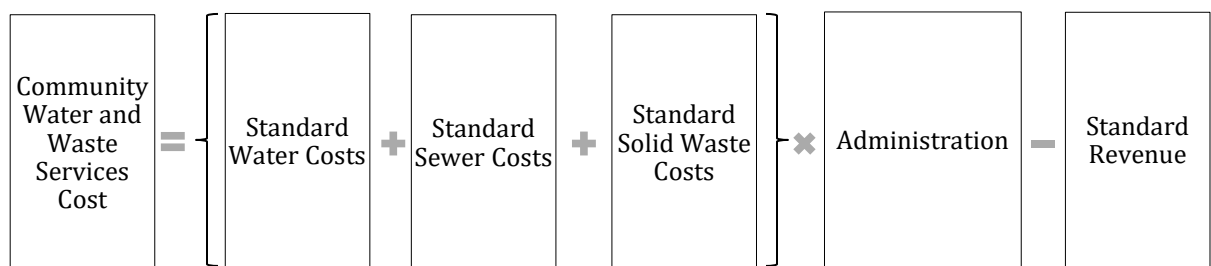 Community
Water and
Waste
Services
Cost
=
{
Standard
Water Costs
+
Standard
Sewer Costs
+
Standard
Solid Waste
Costs
}
×
Administration
−
Standard
Revenue